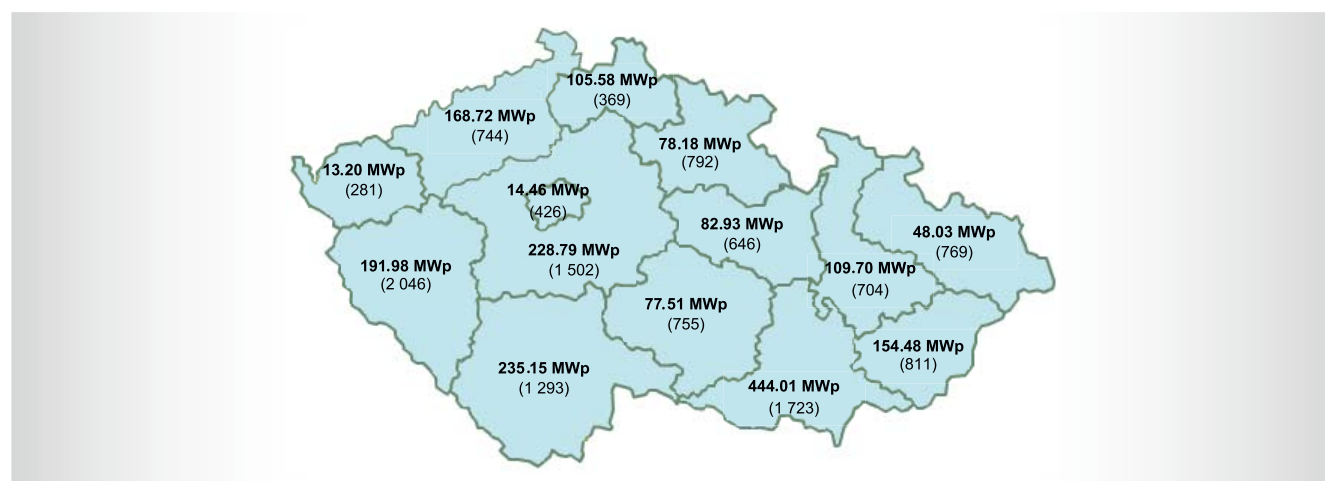 105.58 MWp
(369)
168.72 MWp
(744)
78.18 MWp
(792)
13.20 MWp
(281)
14.46 MWp
(426)
82.93 MWp
(646)
48.03 MWp
(769)
228.79 MWp
(1 502)
191.98 MWp
(2 046)
109.70 MWp
(704)
77.51 MWp
(755)
154.48 MWp
(811)
235.15 MWp
(1 293)
444.01 MWp
(1 723)